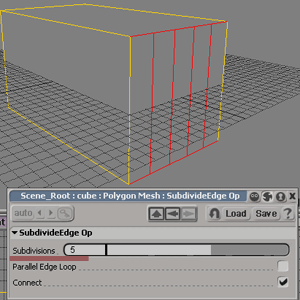 Scene_Root : cube : Polygon Mesh : SubdivideEdge Op
auto
Load
Save
?
SubdivideEdge Op
Subdivisions
5
Parallel Edge Loop
Connect